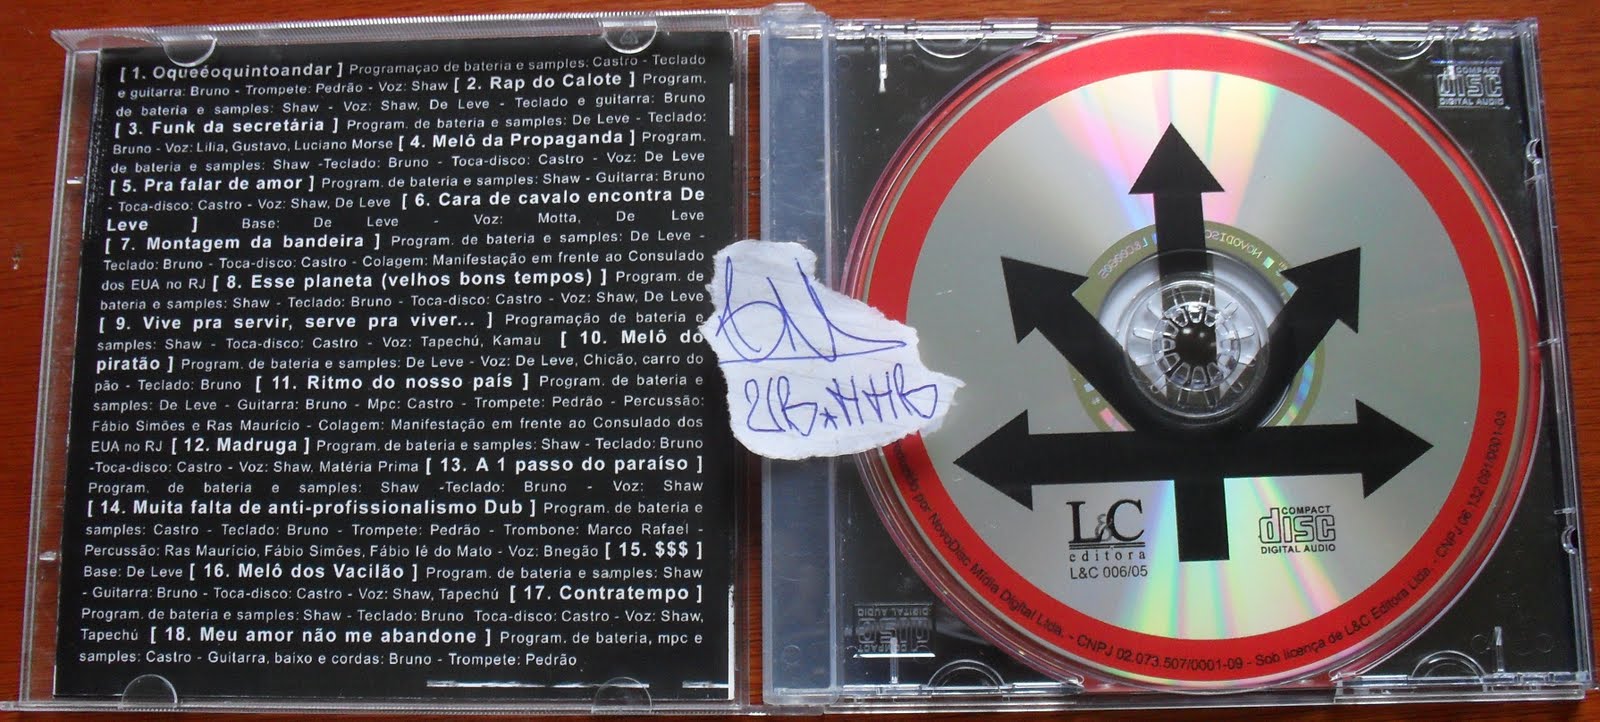 [ 1. Oqueéoquintoandar ] Programaçao de bateria e samples: Castro - Teclado
e guitarra: Bruno - Trompete: Pedrão - Voz: Shaw [ 2. Rap do Calote ] Program.
de bateria e samples: Shaw - Voz: Shaw, De Leve - Teclado e guitarra: Bruno
[ 3. Funk da secretária ] Program. de bateria e samples: De Leve - Teclado:
Bruno - Voz: Lília, Gustavo, Luciano Morse [ 4. Melô da Propaganda ] Program.
de bateria e samples: Shaw -Teclado: Bruno - Toca-disco: Castro - Voz: De Leve
[ 5. Pra falar de amor ] Program. de bateria e samples: Shaw - Guitarra: Bruno
- Toca-disco: Castro - Voz: Shaw, De Leve [ 6. Cara de cavalo encontra De
Leve ] Base: De Leve - Voz: Motta, De Leve
[ 7. Montagem da bandeira ] Program. de bateria e samples: De Leve -
Teclado: Bruno - Toca-disco: Castro - Colagem: Manifestação em frente ao Consulado
dos EUA no RJ [ 8. Esse planeta (velhos bons tempos) ] Program. de
bateria e samples: Shaw - Teclado: Bruno - Toca-disco: Castro - Voz: Shaw, De Leve
[ 9. Vive pra servir, serve pra viver... ] Programação de bateria e
samples: Shaw - Toca-disco: Castro - Voz: Tapechú, Kamau [ 10. Melô do
piratão ] Program. de bateria e samples: De Leve - Voz: De Leve, Chicão, carro do
pão - Teclado: Bruno [ 11. Ritmo do nosso país ] Program. de bateria e
samples: De Leve - Guitarra: Bruno - Mpc: Castro - Trompete: Pedrão - Percussão:
Fábio Simões e Ras Maurício - Colagem: Manifestação em frente ao Consulado dos
EUA no RJ [ 12. Madruga ] Program. de bateria e samples: Shaw - Teclado: Bruno
-Toca-disco: Castro - Voz: Shaw, Matéria Prima [ 13. A 1 passo do paraíso ]
Program. de bateria e samples: Shaw -Teclado: Bruno - Voz: Shaw
[ 14. Muita falta de anti-profissionalismo Dub ] Program. de bateria e
samples: Castro - Teclado: Bruno - Trompete: Pedrão - Trombone: Marco Rafael -
Percussão: Ras Maurício, Fábio Simões, Fábio Iê do Mato - Voz: Bnegão [ 15. $$$ ]
Base: De Leve [ 16. Melô dos Vacilão ] Program. de bateria e samples: Shaw
- Guitarra: Bruno - Toca-disco: Castro - Voz: Shaw, Tapechú [ 17. Contratempo ]
Program. de bateria e samples: Shaw - Teclado: Bruno Toca-disco: Castro - Voz: Shaw,
Tapechú [ 18. Meu amor não me abandone ] Program. de bateria, mpc e
samples: Castro - Guitarra, baixo e cordas: Bruno - Trompete: Pedrão
COMPACT
disc
DIGITAL AUDIO
L&C
editora
L&C 006/05
COMPACT
disc
DIGITAL AUDIO
por NovoDisc Mídia Digital Ltda. - CNPJ 02.073.507/0001-09 - Sob licença de L&C Editora Ltda. - CNPJ 06.132.091/0001-03
COMPACT
disc
DIGITAL AUDIO